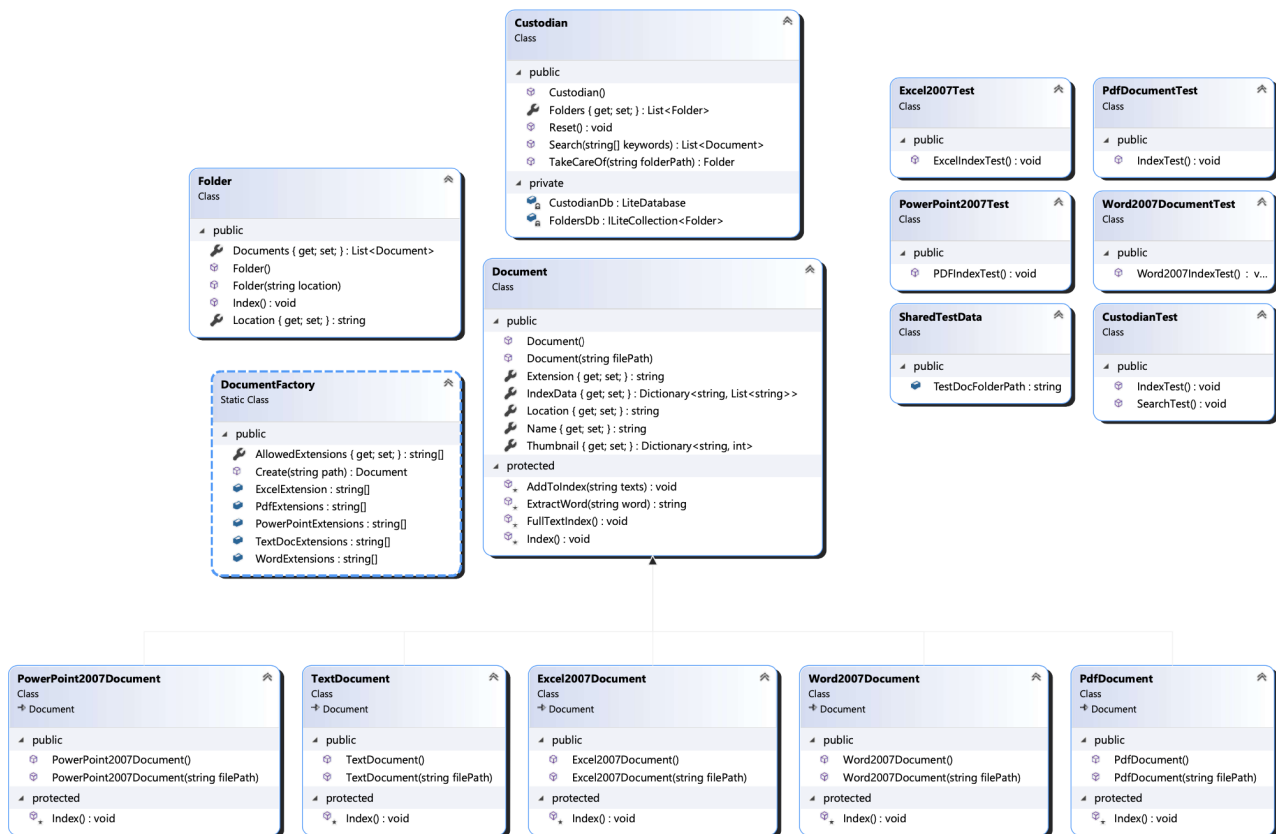 Custodian
Class
public
Custodian()
Folders { get; set; } : List<Folder>
Reset() : void
Search(string[] keywords) : List<Document>
TakeCareOf(string folderPath) : Folder
private
CustodianDb : LiteDatabase
FoldersDb : ILiteCollection<Folder>
Excel2007Test
Class
public
ExcelIndexTest() : void
PdfDocumentTest
Class
public
IndexTest() : void
Folder
Class
public
Documents { get; set; } : List<Document>
Folder()
Folder(string location)
Index() : void
Location { get; set; } : string
PowerPoint2007Test
Class
public
PDFIndexTest() : void
Word2007DocumentTest
Class
public
Word2007IndexTest() : v...
Document
Class
public
Document()
Document(string filePath)
Extension { get; set; } : string
IndexData { get; set; } : Dictionary<string, List<string>>
Location { get; set; } : string
Name { get; set; } : string
Thumbnail { get; set; } : Dictionary<string, int>
protected
AddToIndex(string texts) : void
ExtractWord(string word) : string
FullTextIndex() : void
Index() : void
SharedTestData
Class
public
TestDocFolderPath : string
CustodianTest
Class
public
IndexTest() : void
SearchTest() : void
DocumentFactory
Static Class
public
AllowedExtensions { get; set; } : string[]
Create(string path) : Document
ExcelExtension : string[]
PdfExtensions : string[]
PowerPointExtensions : string[]
TextDocExtensions : string[]
WordExtensions : string[]
PowerPoint2007Document
Class
Document
public
PowerPoint2007Document()
PowerPoint2007Document(string filePath)
protected
Index() : void
TextDocument
Class
Document
public
TextDocument()
TextDocument(string filePath)
protected
Index() : void
Excel2007Document
Class
Document
public
Excel2007Document()
Excel2007Document(string filePath)
protected
Index() : void
Word2007Document
Class
Document
public
Word2007Document()
Word2007Document(string filePath)
protected
Index() : void
PdfDocument
Class
Document
public
PdfDocument()
PdfDocument(string filePath)
protected
Index() : void